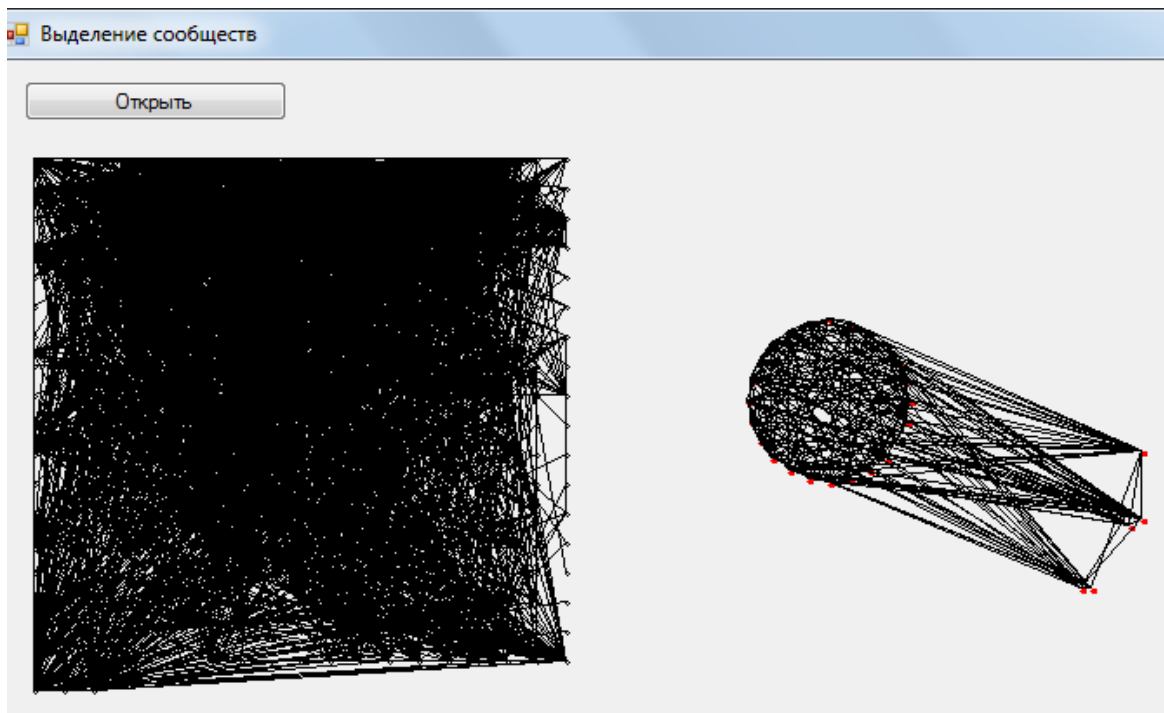 Выделение сообществ
Открыть